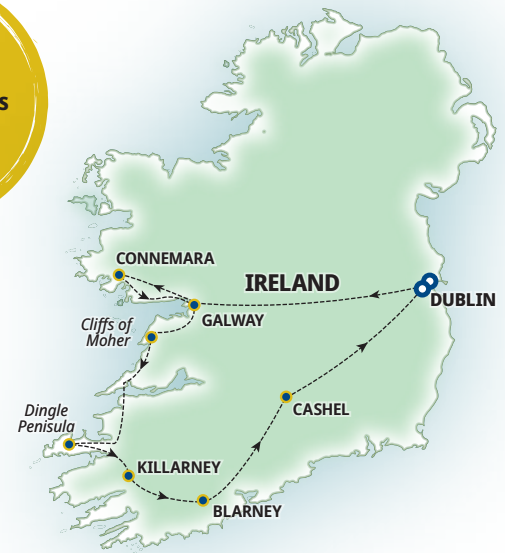 s
CONNEMARA
IRELAND
DUBLIN
GALWAY
Cliffs of
Moher
CASHEL
Dingle
Penisula
KILLARNEY
BLARNEY